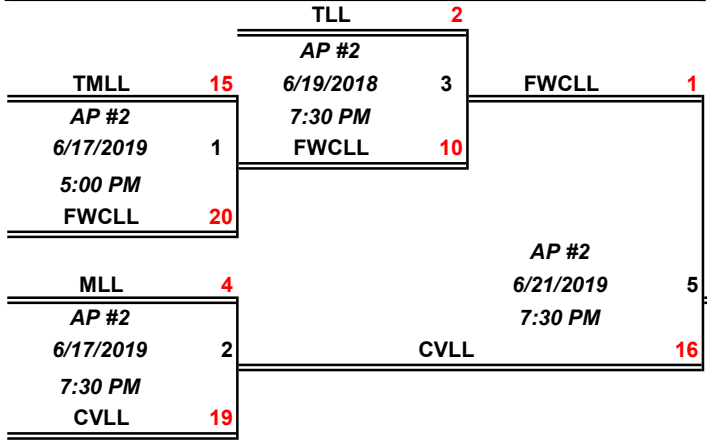 TLL 2
AP #2
TMLL 15 6/19/2018 3 FWCLL 1
AP #2 7:30 PM
6/17/2019 1 FWCLL 10
5:00 PM
FWCLL 20
AP #2
MLL 4 6/21/2019 5
AP #2 7:30 PM
6/17/2019 2 CVLL 16
7:30 PM
CVLL 19